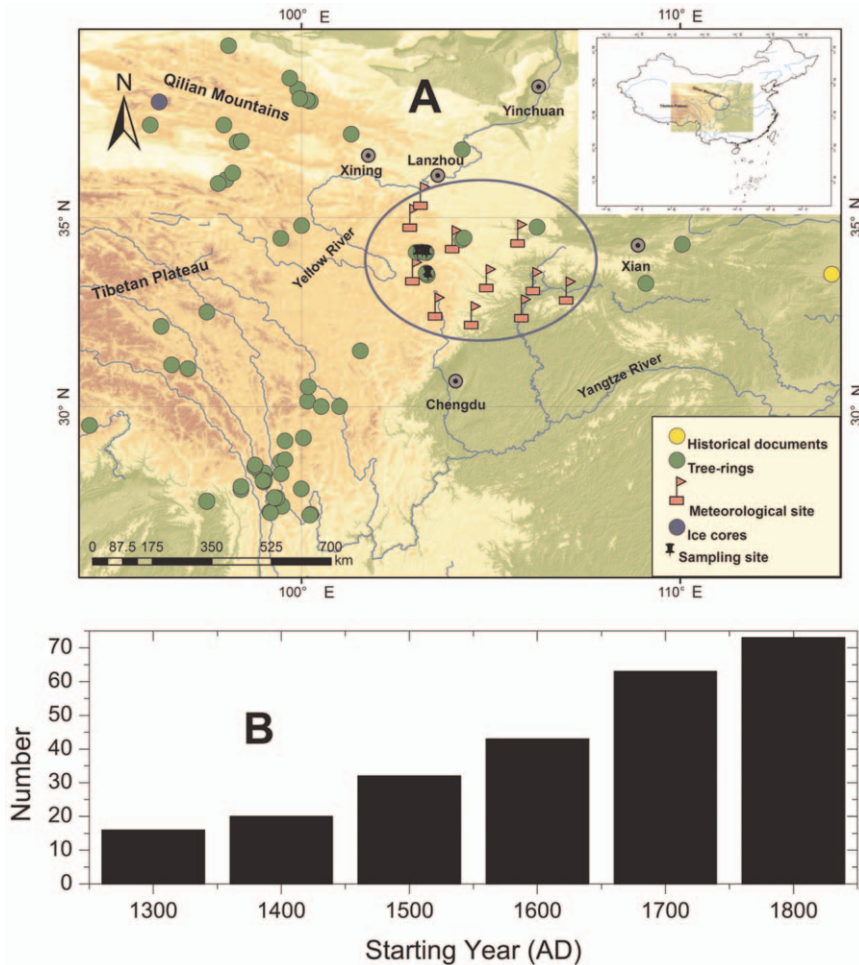 100° E
110° E
N
A
Qilian Mountains
Yinchuan
Xining
Lanzhou
35° N
35° N
Yellow River
Xian
Tibetan Plateau
Yangtze River
30° N
30° N
Chengdu
Historical documents
Tree-rings
Meteorological site
Ice cores
Sampling site
0 87.5 175 350 525 700
km
100° E
110° E
B
Number
70
60
50
40
30
20
10
0
1300 1400 1500 1600 1700 1800
Starting Year (AD)